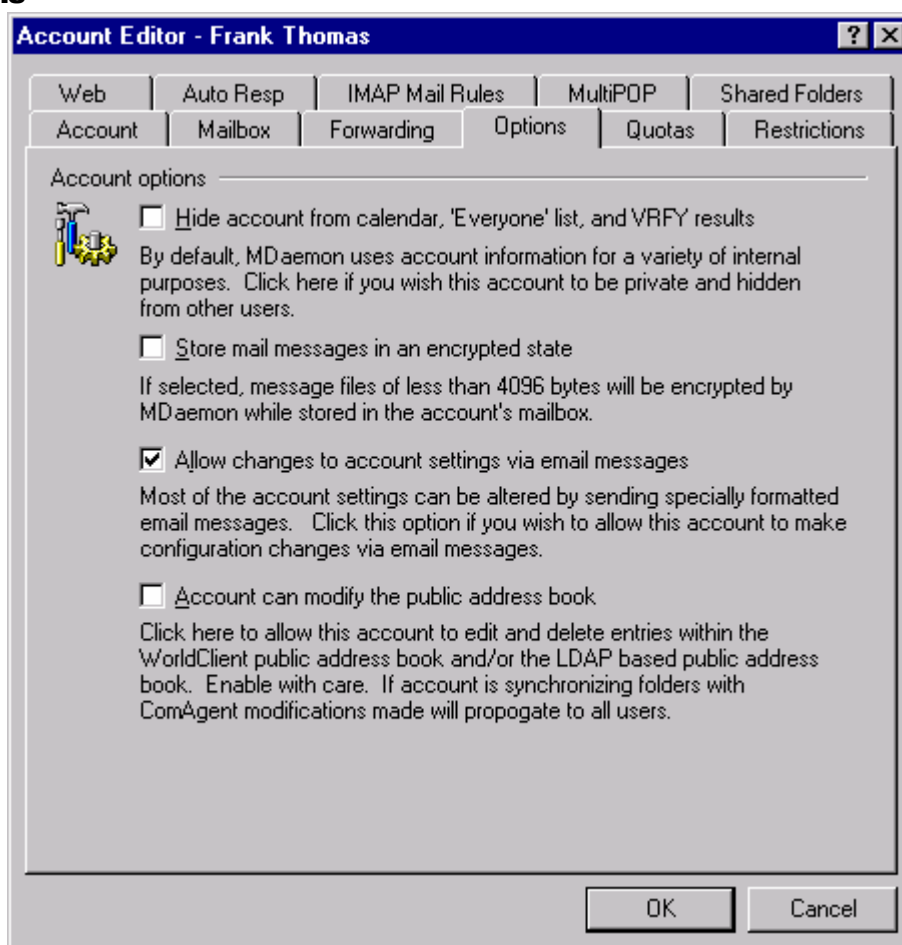 Account Editor - Frank Thomas
Web Auto Resp IMAP Mail Rules MultiPOP Shared Folders
Account Mailbox Forwarding Options Quotas Restrictions
Account options
Hide account from calendar, 'Everyone' list, and VRFY results
By default, MDaemon uses account information for a variety of internal
purposes. Click here if you wish this account to be private and hidden
from other users.
Store mail messages in an encrypted state
If selected, message files of less than 4096 bytes will be encrypted by
MDaemon while stored in the account's mailbox.
Allow changes to account settings via email messages
Most of the account settings can be altered by sending specially formatted
email messages. Click this option if you wish to allow this account to make
configuration changes via email messages.
Account can modify the public address book
Click here to allow this account to edit and delete entries within the
WorldClient public address book and/or the LDAP based public address
book. Enable with care. If account is synchronizing folders with
ComAgent modifications made will propogate to all users.
OK Cancel